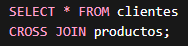 SELECT * FROM clientes
CROSS JOIN productos;